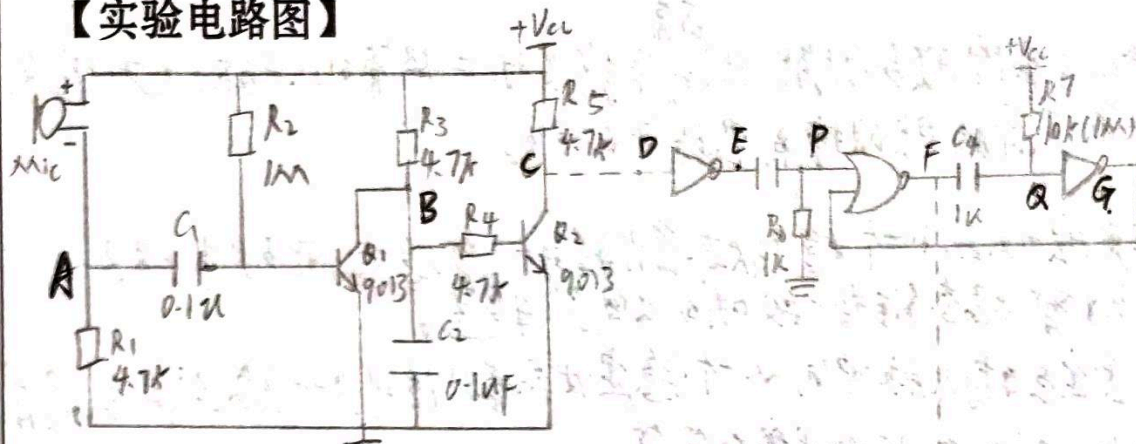 【实验电路图】
+Vcc
+
-
Mic
R2
1M
R3
4.7k
R5
4.7k
C
D
E
P
F
C4
1K
+Vcc
R7
10k(1M)
Q
G
B
R4
4.7k
Q1
9013
Q2
9013
C1
0.1u
A
R1
4.7k
C2
0.1uF
1K